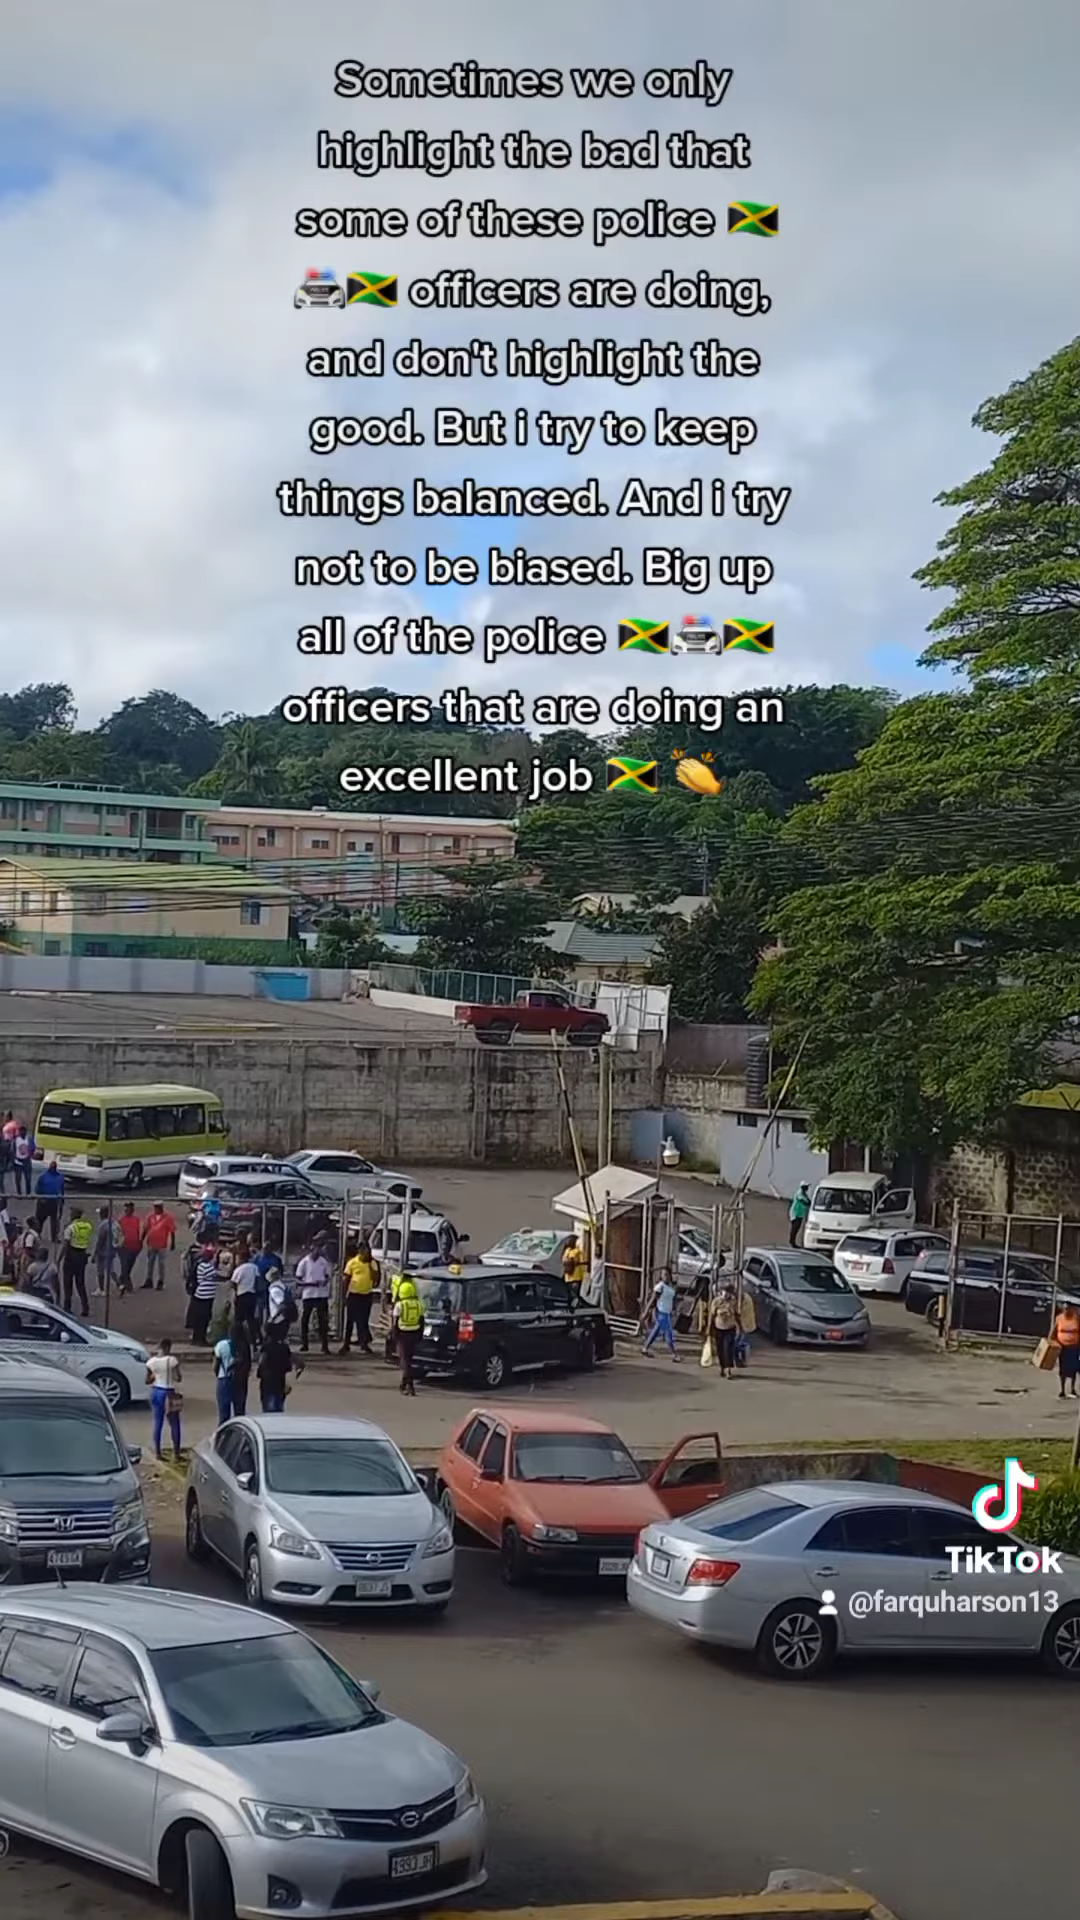 Sometimes we only
highlight the bad that
some of these police 🇯🇲
🚔🇯🇲 officers are doing,
and don't highlight the
good. But i try to keep
things balanced. And i try
not to be biased. Big up
all of the police 🇯🇲🚔🇯🇲
officers that are doing an
excellent job 🇯🇲 👏
TikTok
@farquharson13
4993 JH